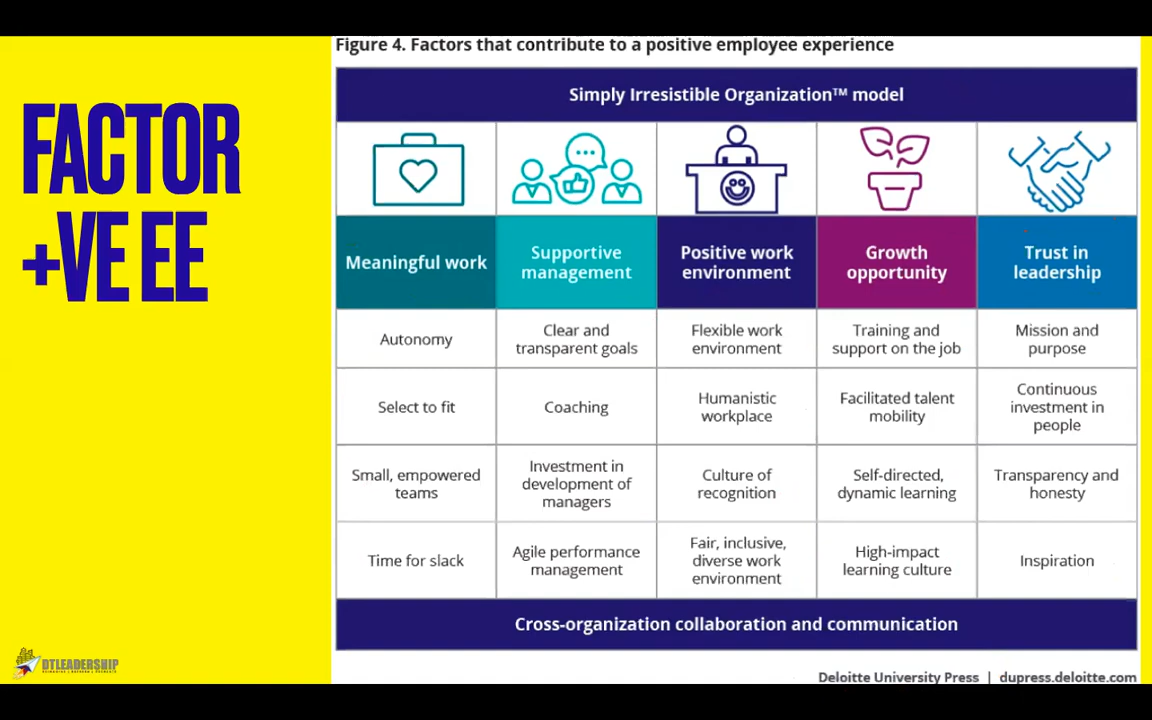 FACTOR
+VE EE
Figure 4. Factors that contribute to a positive employee experience
Simply Irresistible Organization™ model
Meaningful work
Supportive
management
Positive work
environment
Growth
opportunity
Trust in
leadership
Autonomy
Clear and
transparent goals
Flexible work
environment
Training and
support on the job
Mission and
purpose
Select to fit
Coaching
Humanistic
workplace
Facilitated talent
mobility
Continuous
investment in
people
Small, empowered
teams
Investment in
development of
managers
Culture of
recognition
Self-directed,
dynamic learning
Transparency and
honesty
Time for slack
Agile performance
management
Fair, inclusive,
diverse work
environment
High-impact
learning culture
Inspiration
Cross-organization collaboration and communication
DTLEADERSHIP
Deloitte University Press | dupress.deloitte.com